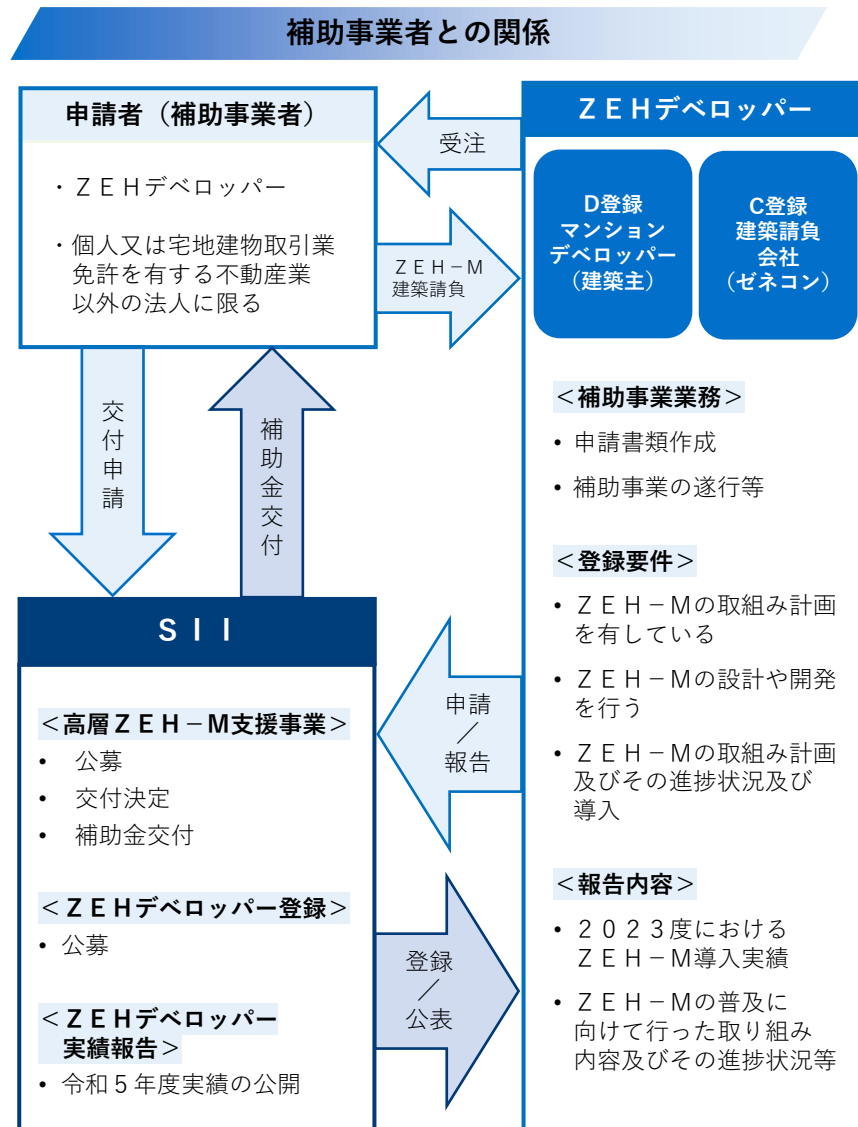 補助事業者との関係
申請者（補助事業者）
・ＺＥＨデベロッパー
・個人又は宅地建物取引業
免許を有する不動産業
以外の法人に限る
受注
ＺＥＨ－Ｍ
建築請負
ＺＥＨデベロッパー
D登録
マンション
デベロッパー
（建築主）
C登録
建築請負
会社
（ゼネコン）
＜補助事業業務＞
• 申請書類作成
• 補助事業の遂行等
＜登録要件＞
• ＺＥＨ－Ｍの取組み計画
を有している
• ＺＥＨ－Ｍの設計や開発
を行う
• ＺＥＨ－Ｍの取組み計画
及びその進捗状況及び
導入
＜報告内容＞
• ２０２３度における
ＺＥＨ－Ｍ導入実績
• ＺＥＨ－Ｍの普及に
向けて行った取り組み
内容及びその進捗状況等
交付申請
補助金交付
ＳＩＩ
＜高層ＺＥＨ－Ｍ支援事業＞
• 公募
• 交付決定
• 補助金交付
＜ＺＥＨデベロッパー登録＞
• 公募
＜ＺＥＨデベロッパー
実績報告＞
• 令和５年度実績の公開
申請
／
報告
登録
／
公表